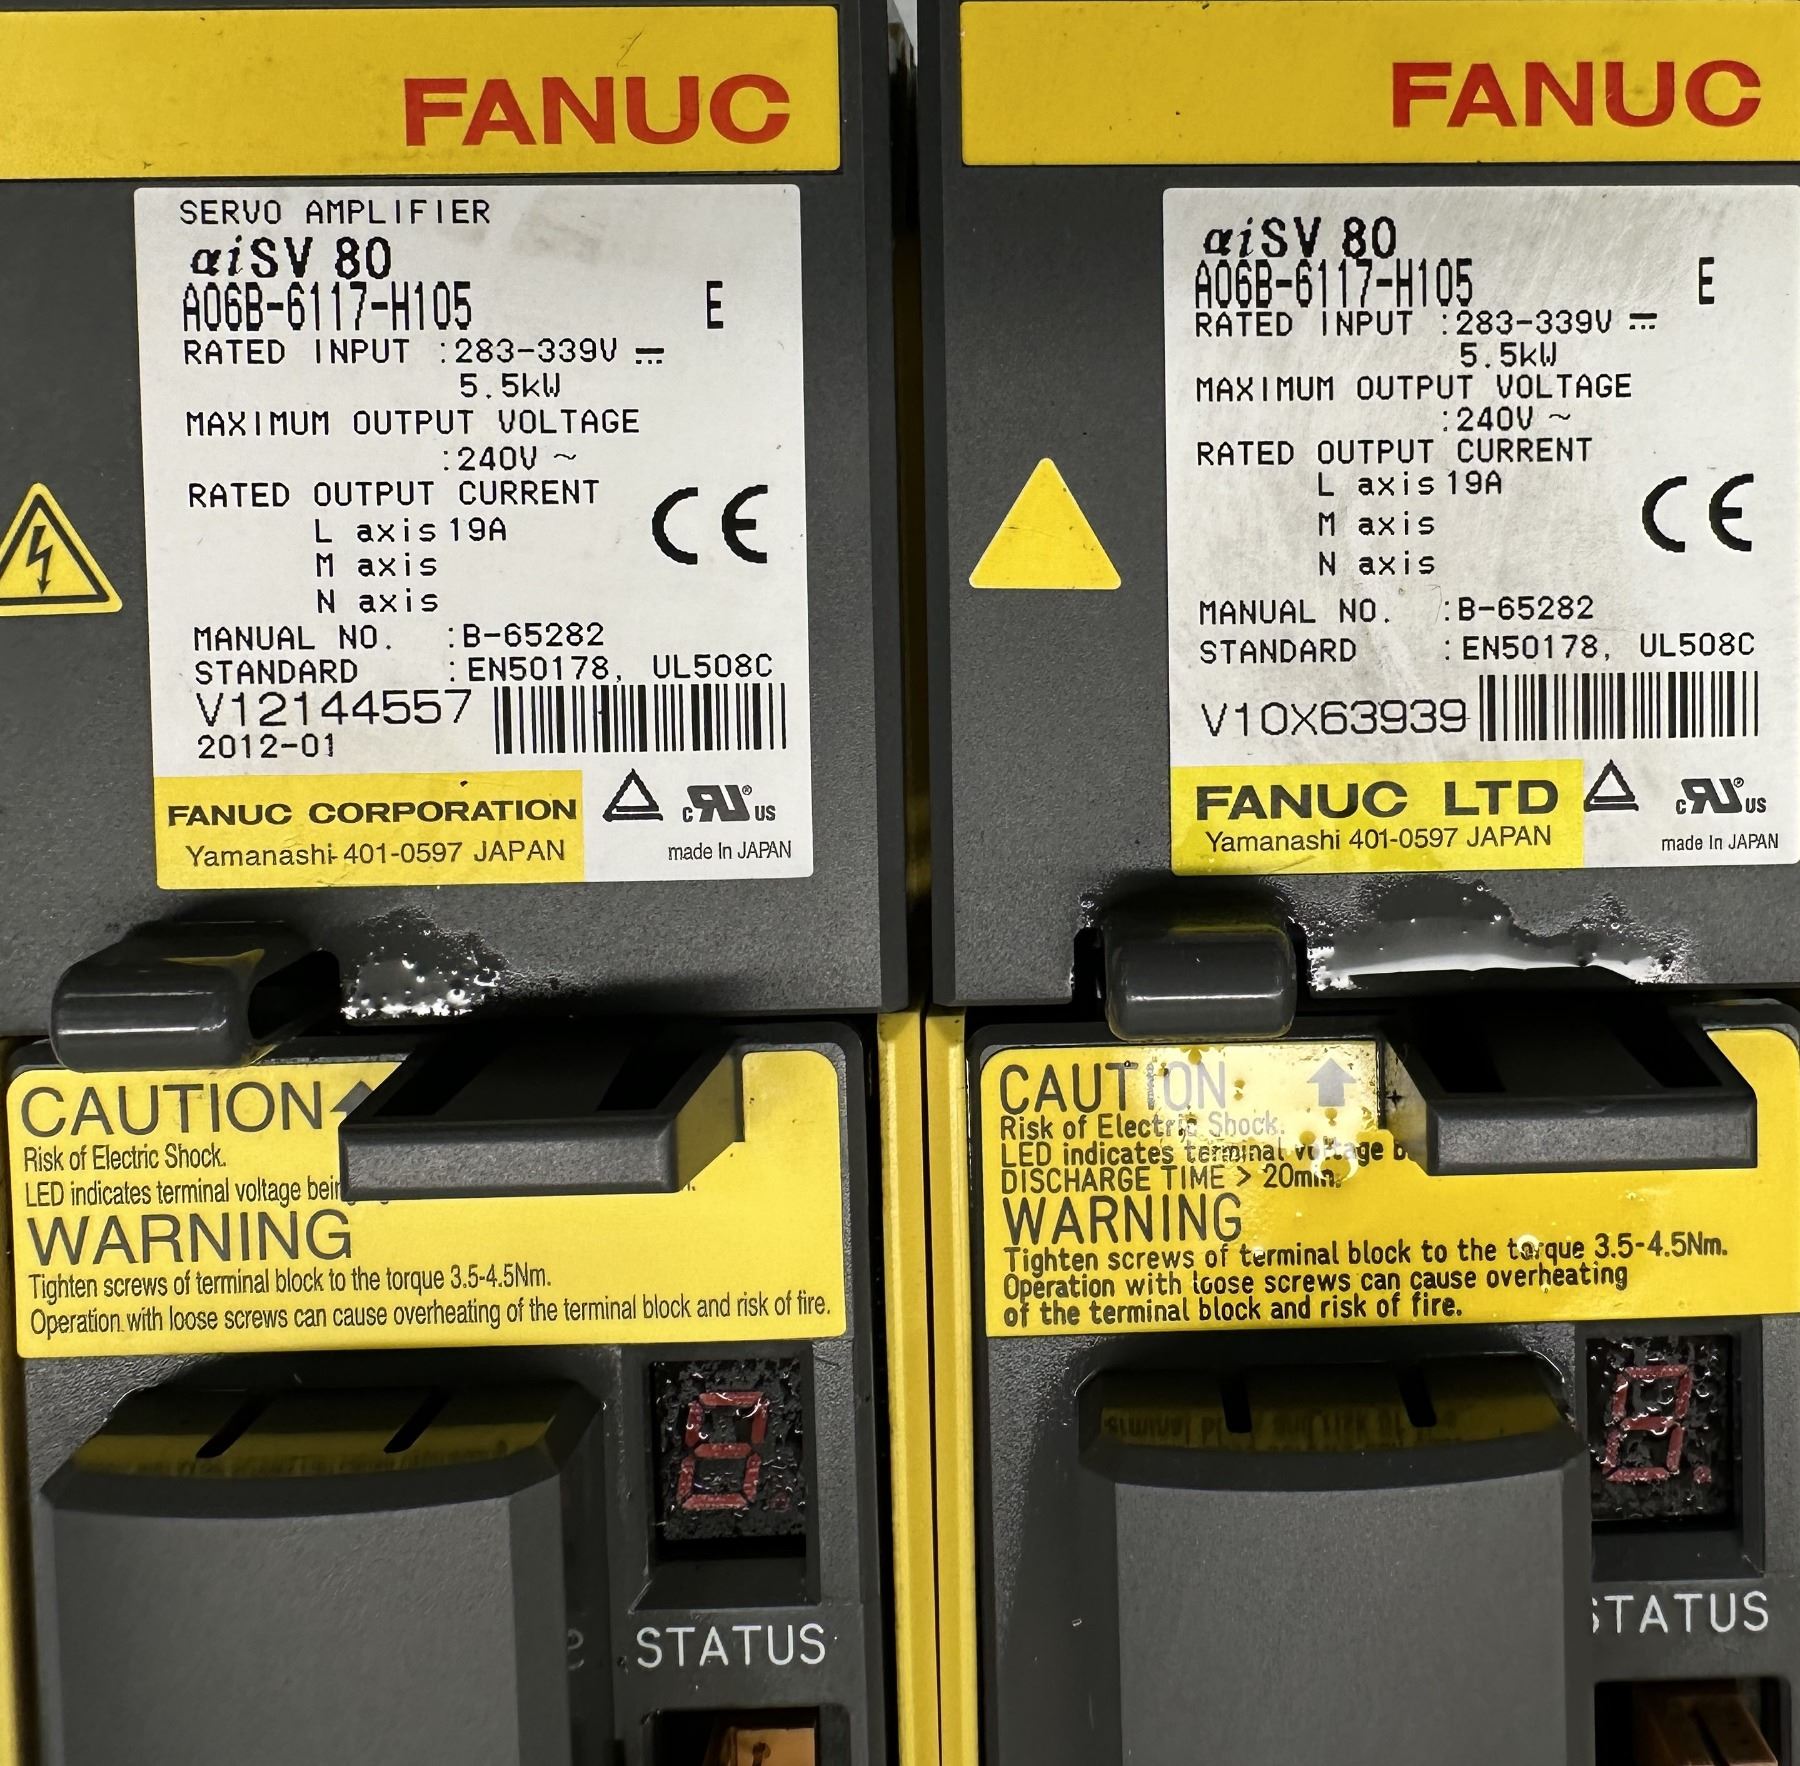 FANUC
SERVO AMPLIFIER
αiSV 80
A06B-6117-H105 E
RATED INPUT :283-339V ⎓
5.5kW
MAXIMUM OUTPUT VOLTAGE
:240V ~
RATED OUTPUT CURRENT
L axis 19A
M axis
N axis
CE
MANUAL NO. :B-65282
STANDARD :EN50178, UL508C
V12144557
2012-01
FANUC CORPORATION
Yamanashi 401-0597 JAPAN
c RU ® US
made In JAPAN
CAUTION
Risk of Electric Shock.
LED indicates terminal voltage
WARNING
Tighten screws of terminal block to the torque 3.5-4.5Nm.
Operation with loose screws can cause overheating of the terminal block and risk of fire.
8.
STATUS
FANUC
αiSV 80
A06B-6117-H105 E
RATED INPUT :283-339V ⎓
5.5kW
MAXIMUM OUTPUT VOLTAGE
:240V ~
RATED OUTPUT CURRENT
L axis 19A
M axis
N axis
CE
MANUAL NO. :B-65282
STANDARD :EN50178, UL508C
V10X63939
FANUC LTD
Yamanashi 401-0597 JAPAN
c RU ® US
made In JAPAN
CAUTION
Risk of Electric Shock.
LED indicates terminal voltage
DISCHARGE TIME > 20min.
WARNING
Tighten screws of terminal block to the torque 3.5-4.5Nm.
Operation with loose screws can cause overheating
of the terminal block and risk of fire.
8.
STATUS